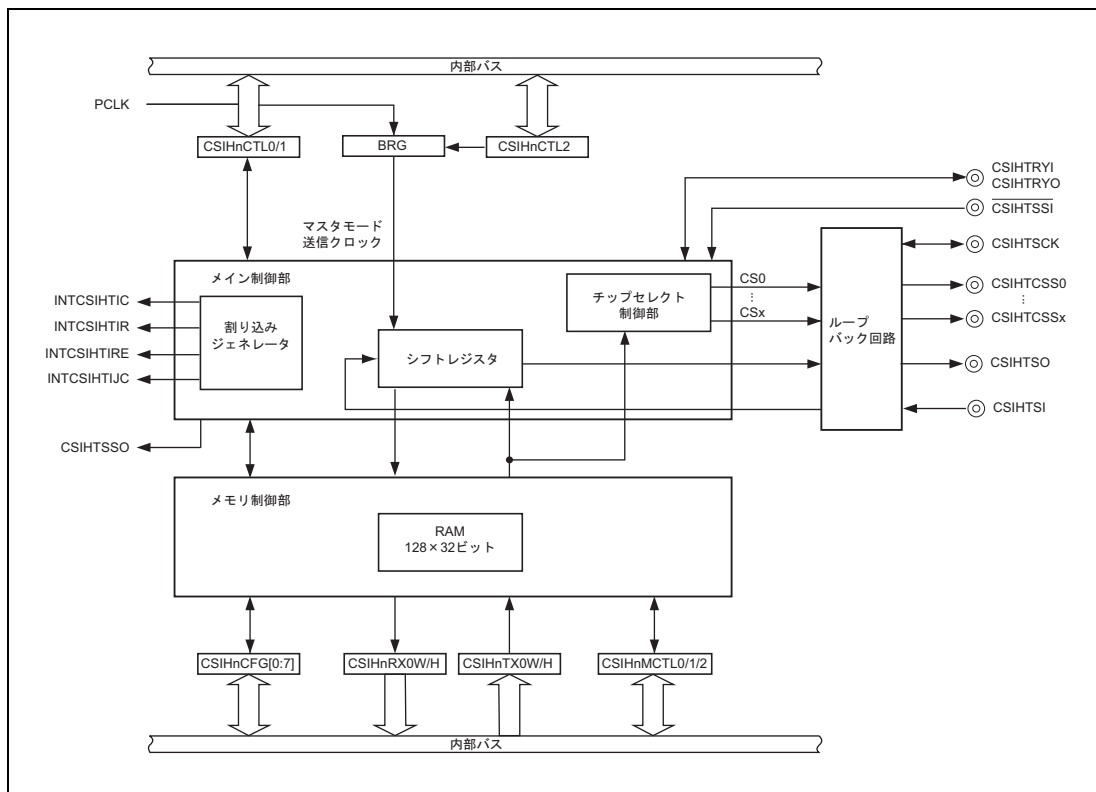 内部バス
PCLK
CSIHnCTL0/1
BRG
CSIHnCTL2
CSIHTRYI
CSIHTRYO
CSIHTSSI
マスタモード
送信クロック
CSIHTSCK
メイン制御部
チップセレクト
制御部
CS0
⋮
CSx
CSIHTCSS0
⋮
CSIHTCSSx
ループ
バック回路
INTCSIHTIC
INTCSIHTIR
INTCSIHTIRE
INTCSIHTIJC
割り込み
ジェネレータ
シフトレジスタ
CSIHTSO
CSIHTSI
CSIHTSSO
メモリ制御部
RAM
128×32ビット
CSIHnCFG[0:7]
CSIHnRX0W/H
CSIHnTX0W/H
CSIHnMCTL0/1/2
内部バス